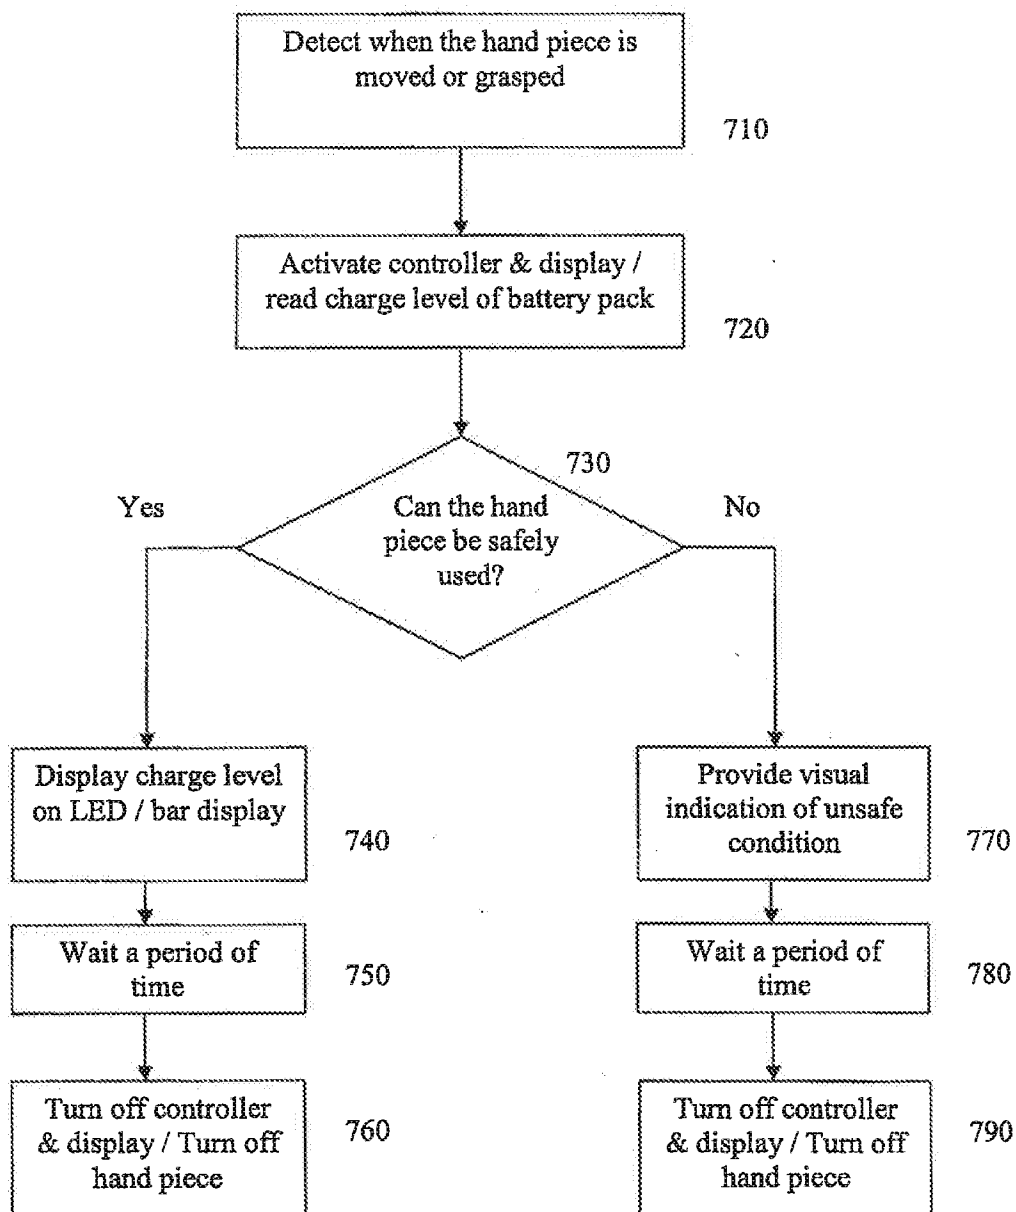 Detect when the hand piece is
moved or grasped
710
Activate controller & display /
read charge level of battery pack
720
730
Yes
Can the hand
piece be safely
used?
No
Display charge level
on LED / bar display
740
Wait a period of
time
750
Turn off controller
& display / Turn off
hand piece
760
Provide visual
indication of unsafe
condition
770
Wait a period of
time
780
Turn off controller
& display / Turn off
hand piece
790